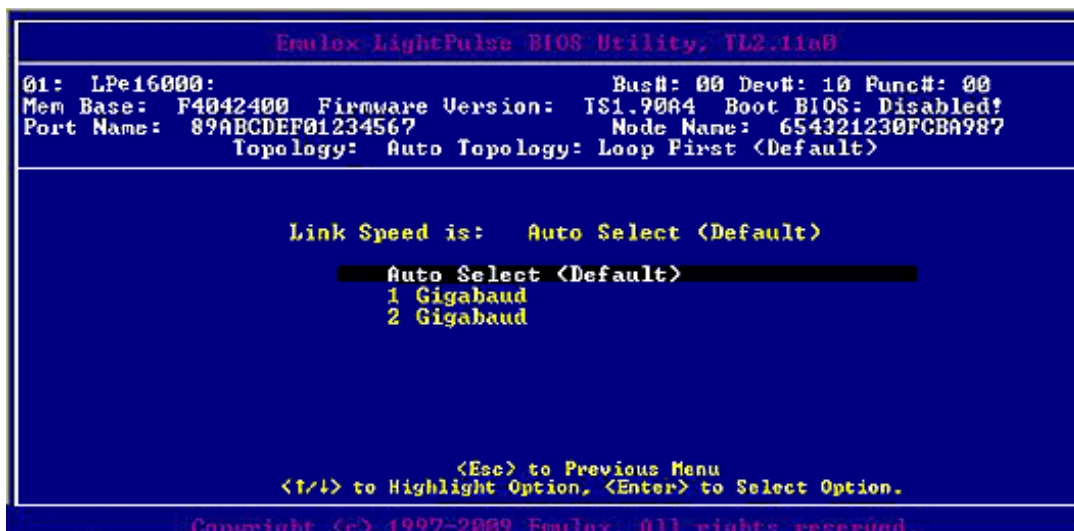 Emulex LightPulse BIOS Utility, TL2.11a0
01: LPe16000: Bus#: 00 Dev#: 10 Func#: 00
Mem Base: F4042400 Firmware Version: TS1.90A4 Boot BIOS: Disabled!
Port Name: 89ABCDEF01234567 Node Name: 654321230FCBA987
Topology: Auto Topology: Loop First <Default>
Link Speed is: Auto Select <Default>
Auto Select <Default>
1 Gigabaud
2 Gigabaud
<Esc> to Previous Menu
<↑/↓> to Highlight Option, <Enter> to Select Option.
Copyright <c> 1997-2009 Emulex. All rights reserved.